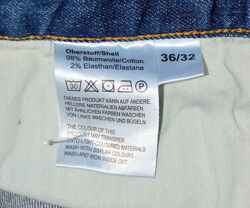 Oberstoff/Shell
98% Baumwolle/Cotton
2% Elasthan/Elastane
36/32
30
DIESES PRODUKT KANN AUF
HELLERE MATERIALIEN ABFÄRBEN
MIT ÄHNLICHEN FARBEN WASCHEN
VON LINKS WASCHEN UND BÜGELN
THE COLOUR OF THIS
PRODUCT MAY TRANSFER
ONTO LIGHT-COLOURED MATERIALS
WASH WITH SIMILAR COLOURS
WASH AND IRON INSIDE OUT